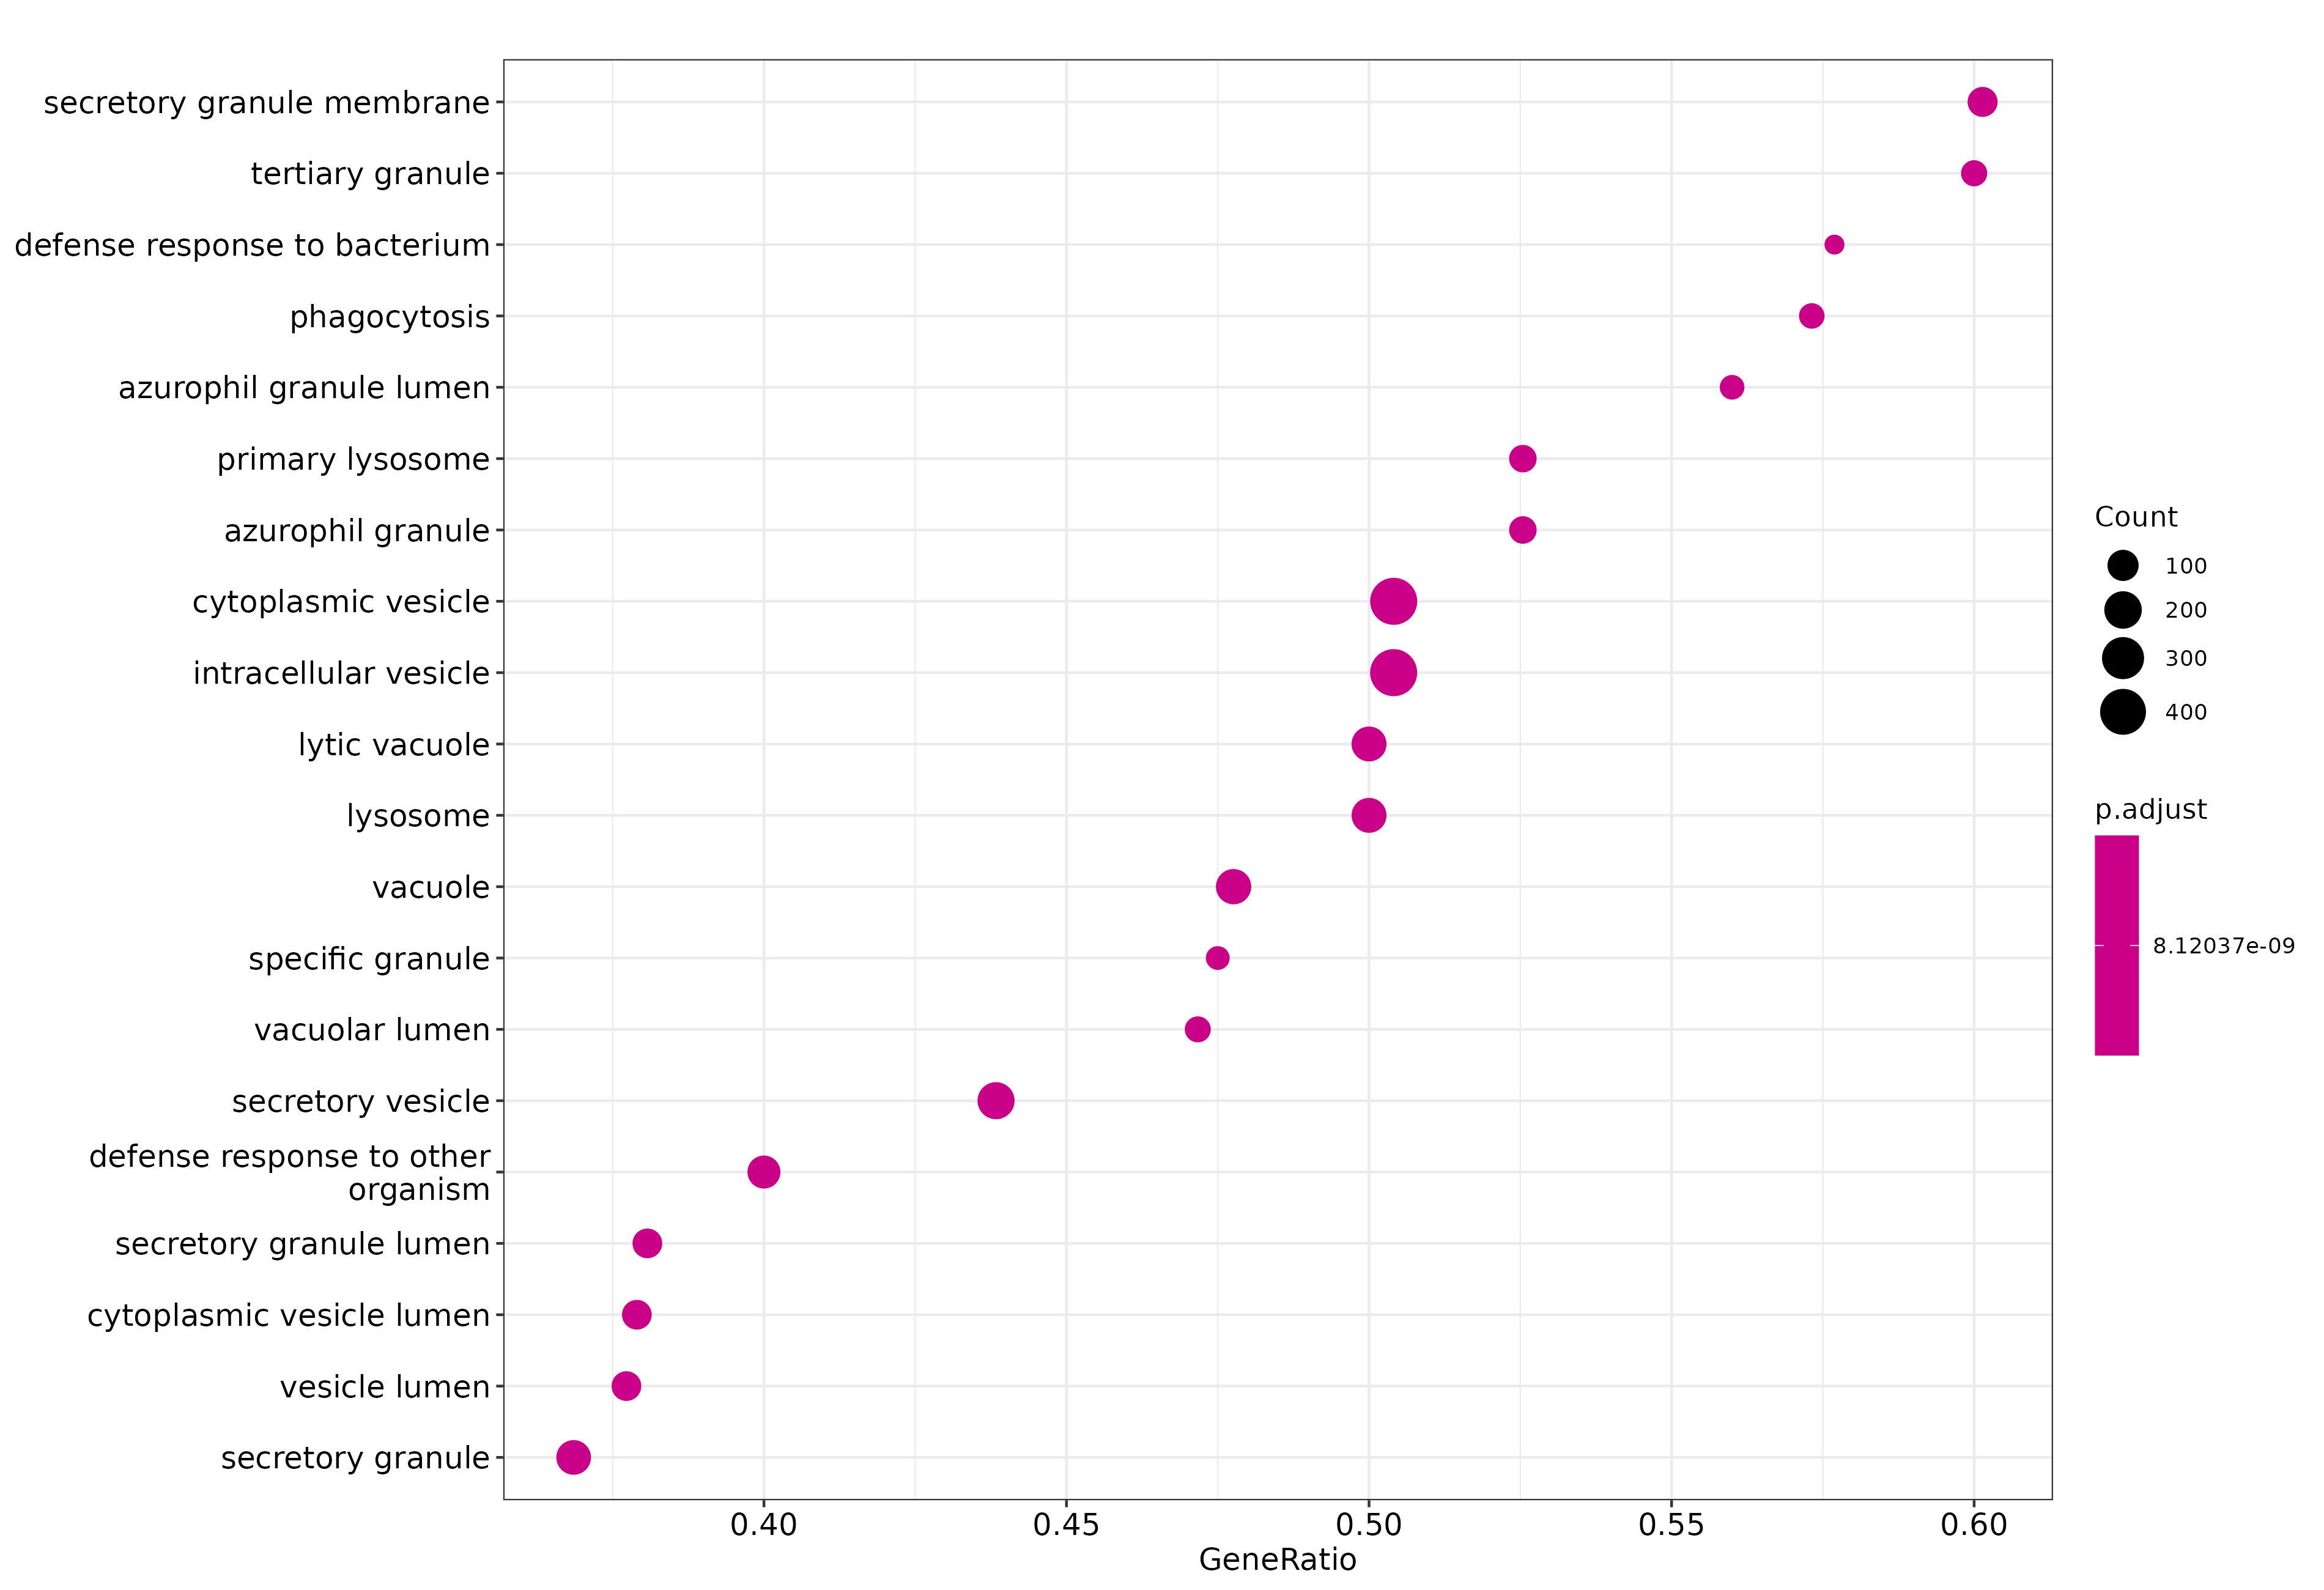 secretory granule membrane
tertiary granule
defense response to bacterium
phagocytosis
azurophil granule lumen
primary lysosome
azurophil granule
cytoplasmic vesicle
intracellular vesicle
lytic vacuole
lysosome
vacuole
specific granule
vacuolar lumen
secretory vesicle
defense response to other
organism
secretory granule lumen
cytoplasmic vesicle lumen
vesicle lumen
secretory granule
0.40 0.45 0.50 0.55 0.60
GeneRatio
Count
100
200
300
400
p.adjust
8.12037e-09